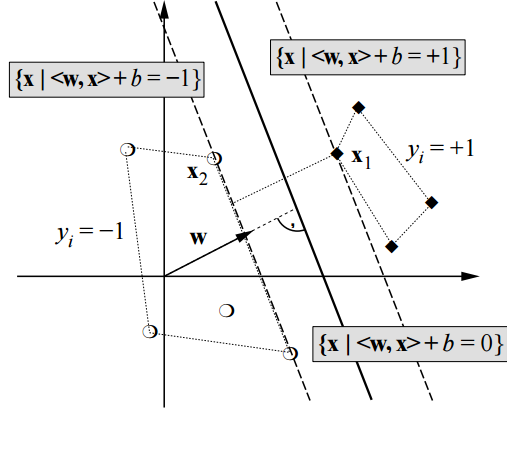 {x | <w, x> + b = +1}
{x | <w, x> + b = −1}
x₁
yᵢ = +1
x₂
yᵢ = −1
w
{x | <w, x> + b = 0}